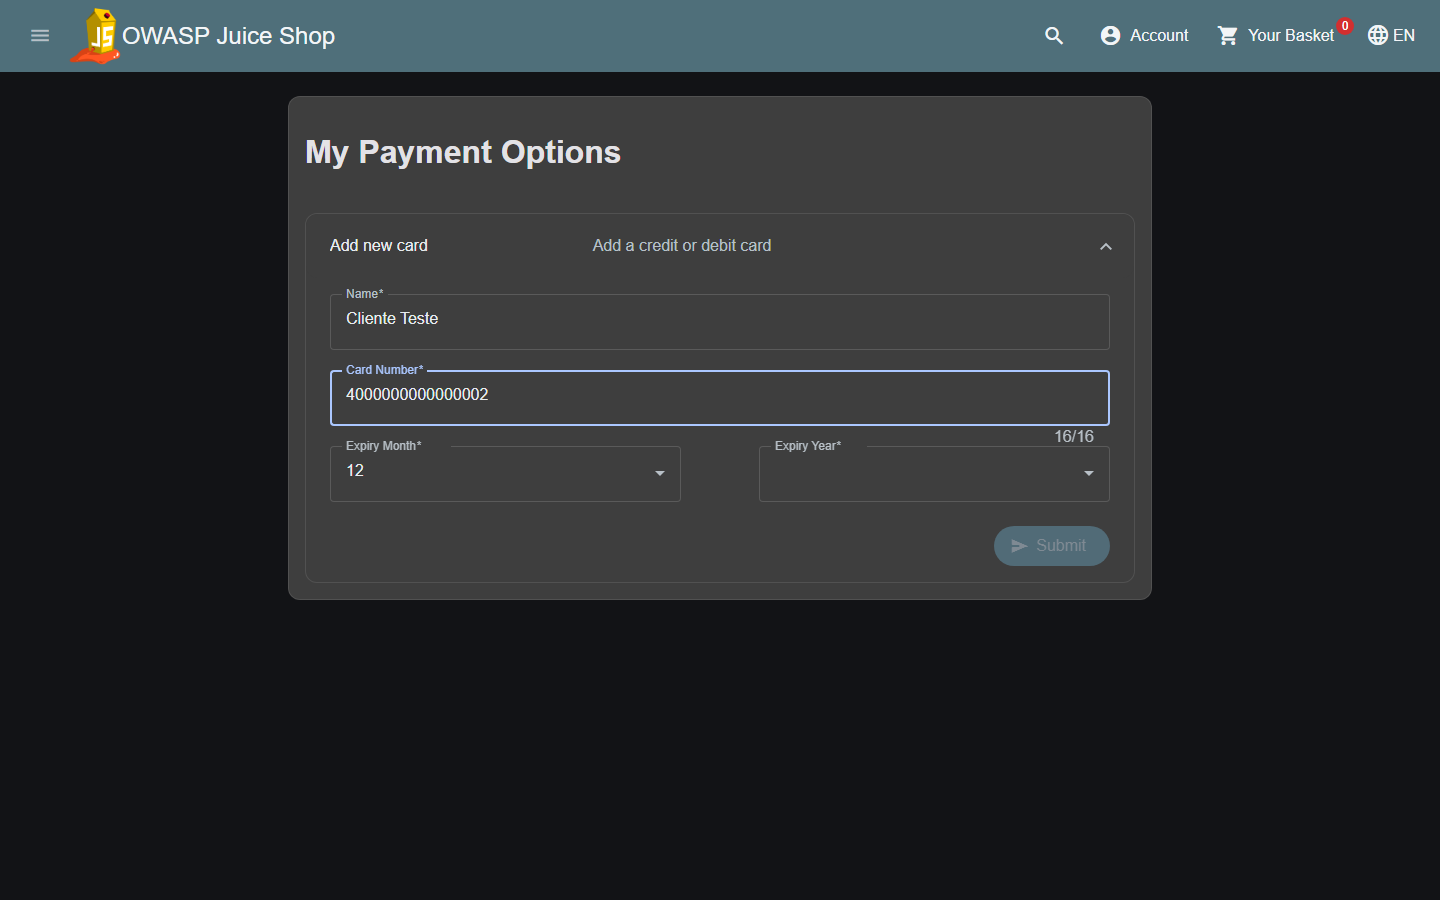 OWASP Juice Shop
Account
Your Basket
0
EN
My Payment Options
Add new card
Add a credit or debit card
Name*
Cliente Teste
Card Number*
4000000000000002
16/16
Expiry Month*
12
Expiry Year*
Submit